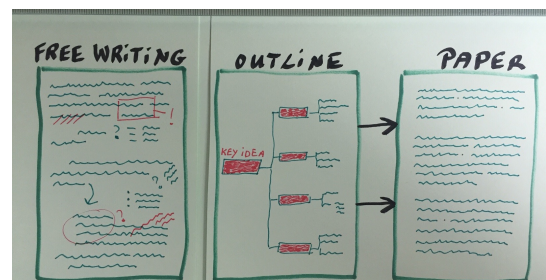 FREE WRiTiNG
OUTLiNE
PAPER
!
?
?
?
KEY iDEA